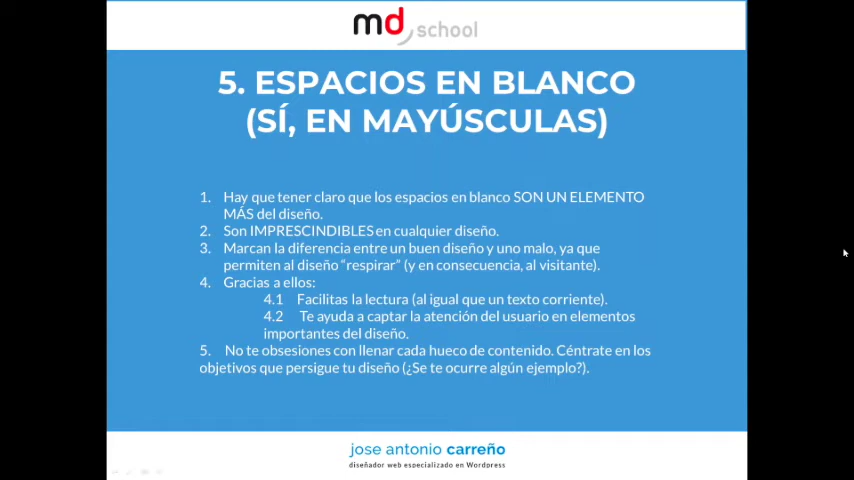 md school
5. ESPACIOS EN BLANCO
(SÍ, EN MAYÚSCULAS)
1. Hay que tener claro que los espacios en blanco SON UN ELEMENTO
MÁS del diseño.
2. Son IMPRESCINDIBLES en cualquier diseño.
3. Marcan la diferencia entre un buen diseño y uno malo, ya que
permiten al diseño “respirar” (y en consecuencia, al visitante).
4. Gracias a ellos:
4.1 Facilitas la lectura (al igual que un texto corriente).
4.2 Te ayuda a captar la atención del usuario en elementos
importantes del diseño.
5. No te obsesiones con llenar cada hueco de contenido. Céntrate en los
objetivos que persigue tu diseño (¿Se te ocurre algún ejemplo?).
jose antonio carreño
diseñador web especializado en Wordpress